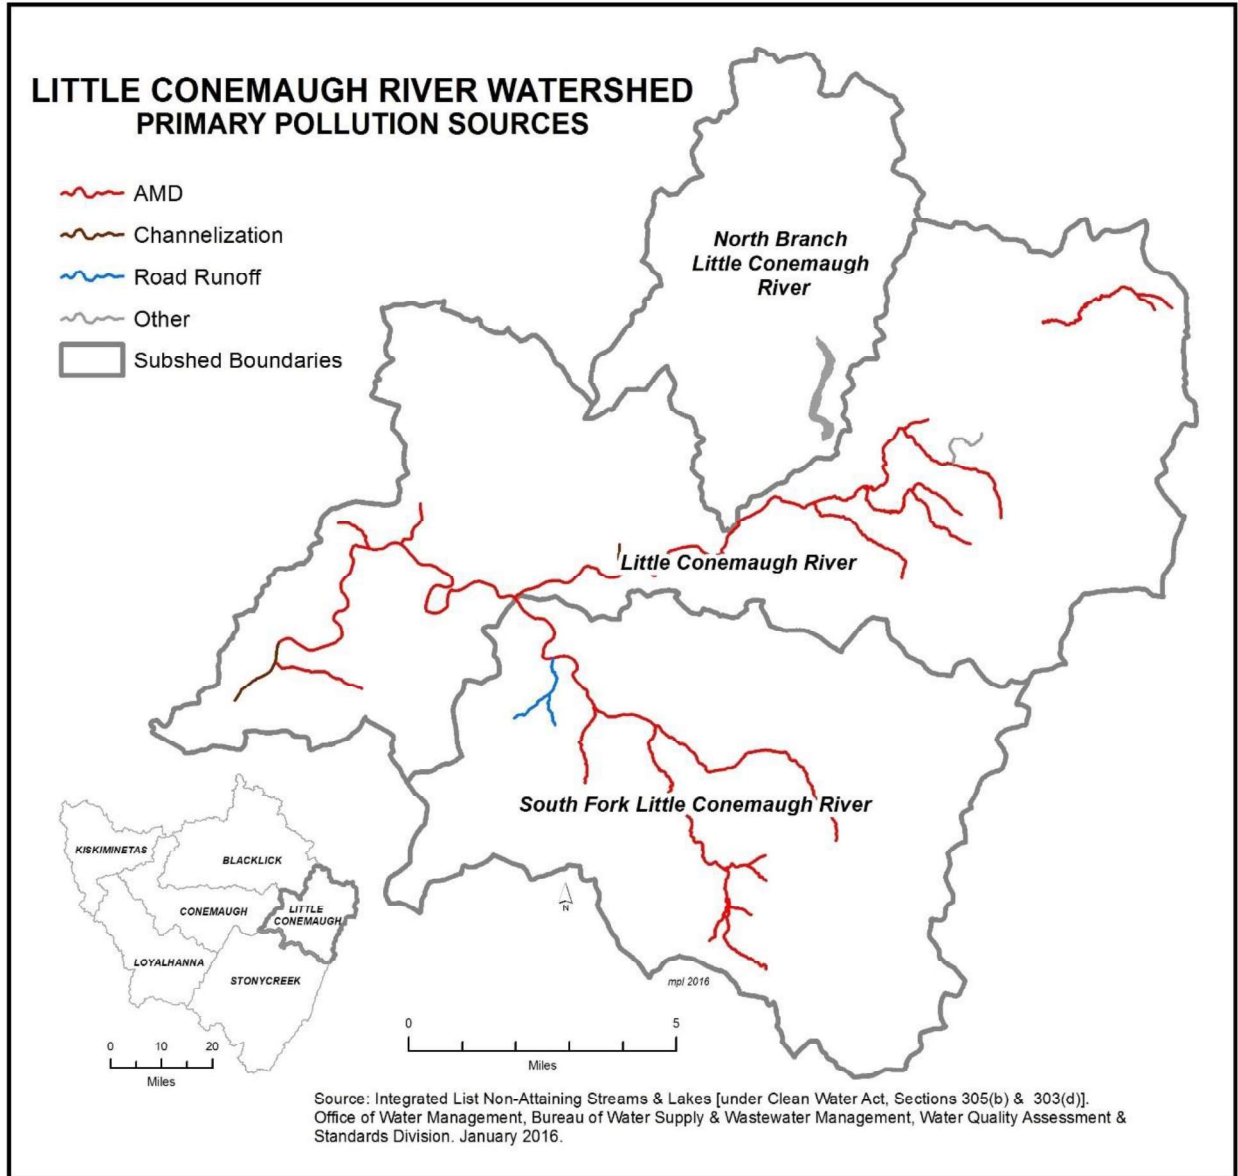 LITTLE CONEMAUGH RIVER WATERSHED
PRIMARY POLLUTION SOURCES
AMD
Channelization
Road Runoff
Other
Subshed Boundaries
North Branch
Little Conemaugh
River
Little Conemaugh River
South Fork Little Conemaugh River
KISKIMINETAS
BLACKLICK
CONEMAUGH
LITTLE
CONEMAUGH
LOYALHANNA
STONYCREEK
N
mpl 2016
0 10 20
Miles
0 5
Miles
Source: Integrated List Non-Attaining Streams & Lakes [under Clean Water Act, Sections 305(b) & 303(d)].
Office of Water Management, Bureau of Water Supply & Wastewater Management, Water Quality Assessment &
Standards Division. January 2016.